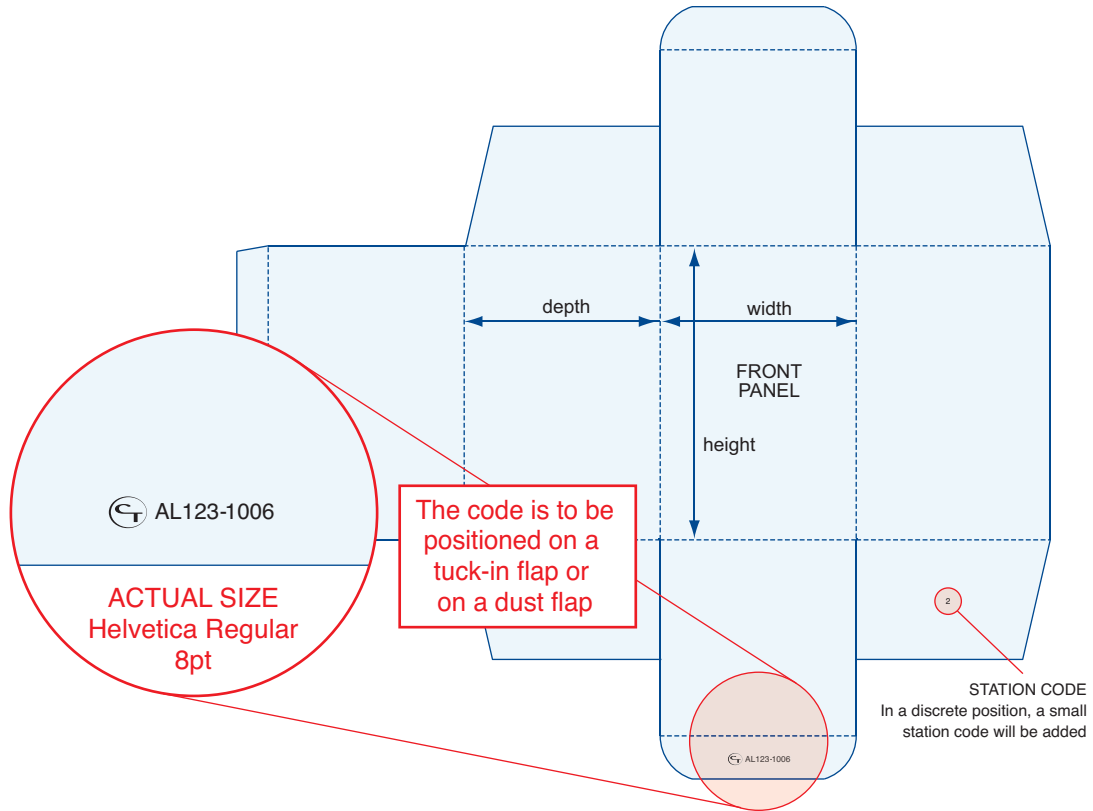 depth
width
FRONT
PANEL
height
CT AL123-1006
The code is to be
positioned on a
tuck-in flap or
on a dust flap
ACTUAL SIZE
Helvetica Regular
8pt
2
STATION CODE
In a discrete position, a small
station code will be added
CT AL123-1006